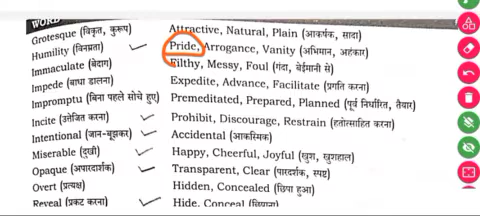 WORD
Grotesque (विकृत, कुरूप) Attractive, Natural, Plain (आकर्षक, सादा)
Humility (विनम्रता) Pride, Arrogance, Vanity (अभिमान, अहंकार)
Immaculate (बेदाग) Filthy, Messy, Foul (गंदा, बेईमानी से)
Impede (बाधा डालना) Expedite, Advance, Facilitate (प्रगति करना)
Impromptu (बिना पहले सोचे हुए) Premeditated, Prepared, Planned (पूर्व निर्धारित, तैयार)
Incite (उत्तेजित करना) Prohibit, Discourage, Restrain (हतोत्साहित करना)
Intentional (जान-बूझकर) Accidental (आकस्मिक)
Miserable (दुखी) Happy, Cheerful, Joyful (खुश, खुशहाल)
Opaque (अपारदर्शक) Transparent, Clear (पारदर्शक, स्पष्ट)
Overt (प्रत्यक्ष) Hidden, Concealed (छिपा हुआ)
Reveal (प्रकट करना) Hide, Conceal (छिपाना)